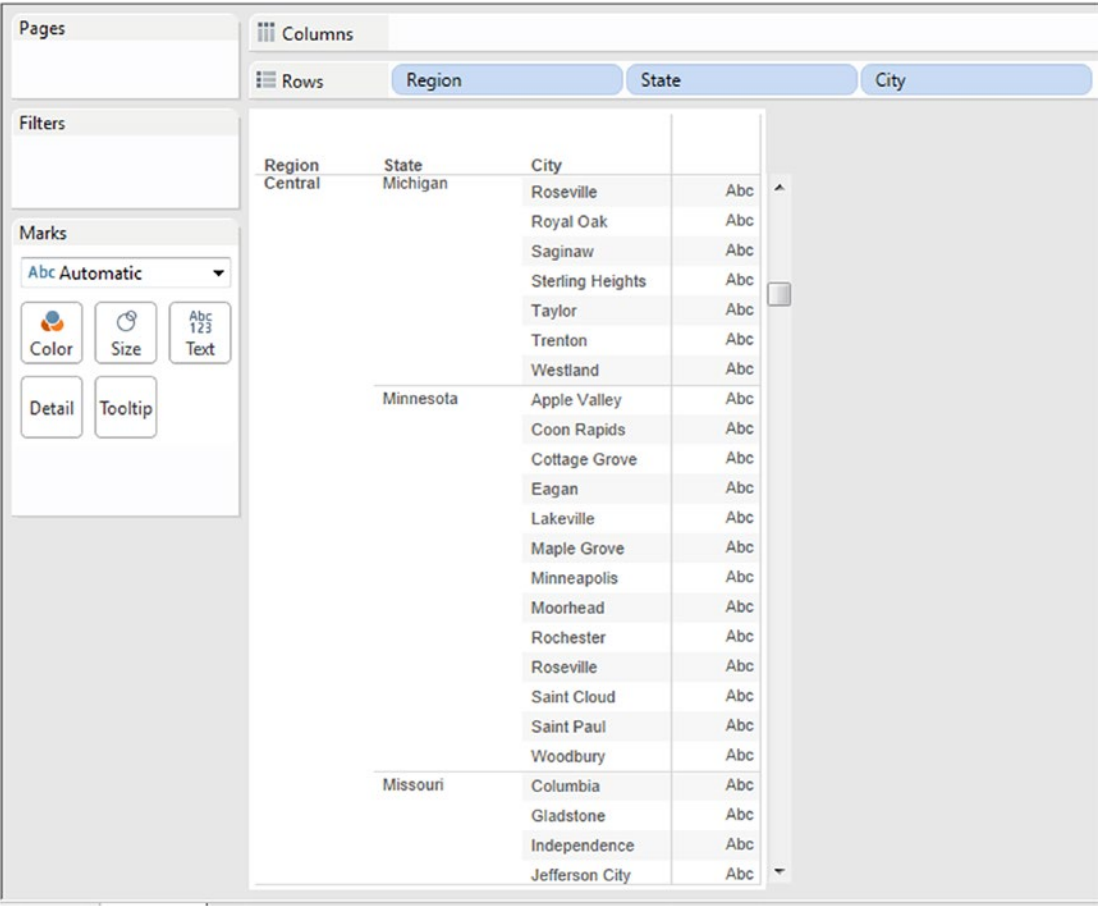 Pages
Columns
Rows Region State City
Filters
Region State City
Central Michigan Roseville Abc
Royal Oak Abc
Saginaw Abc
Sterling Heights Abc
Taylor Abc
Trenton Abc
Westland Abc
Minnesota Apple Valley Abc
Coon Rapids Abc
Cottage Grove Abc
Eagan Abc
Lakeville Abc
Maple Grove Abc
Minneapolis Abc
Moorhead Abc
Rochester Abc
Roseville Abc
Saint Cloud Abc
Saint Paul Abc
Woodbury Abc
Missouri Columbia Abc
Gladstone Abc
Independence Abc
Jefferson City Abc
Marks
Abc Automatic
Abc
123
Color Size Text
Detail Tooltip